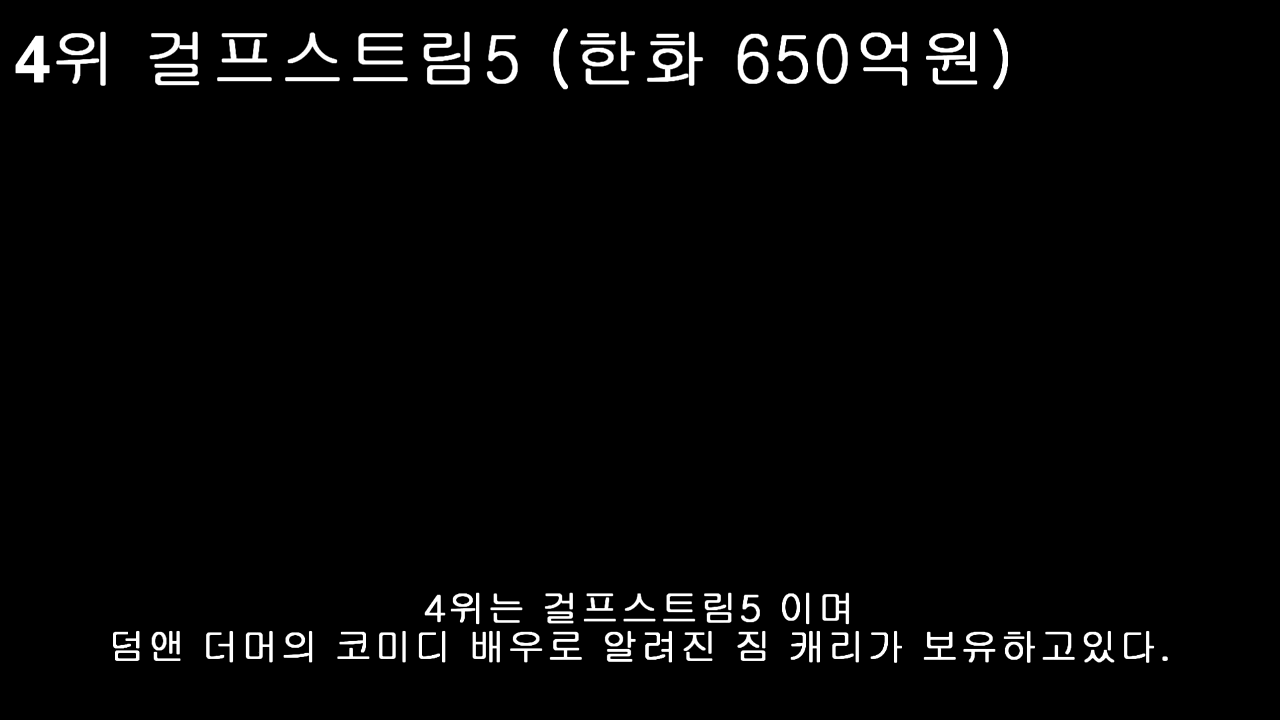 4위 걸프스트림5 (한화 650억원)
4위는 걸프스트림5 이며
덤앤 더머의 코미디 배우로 알려진 짐 캐리가 보유하고있다.